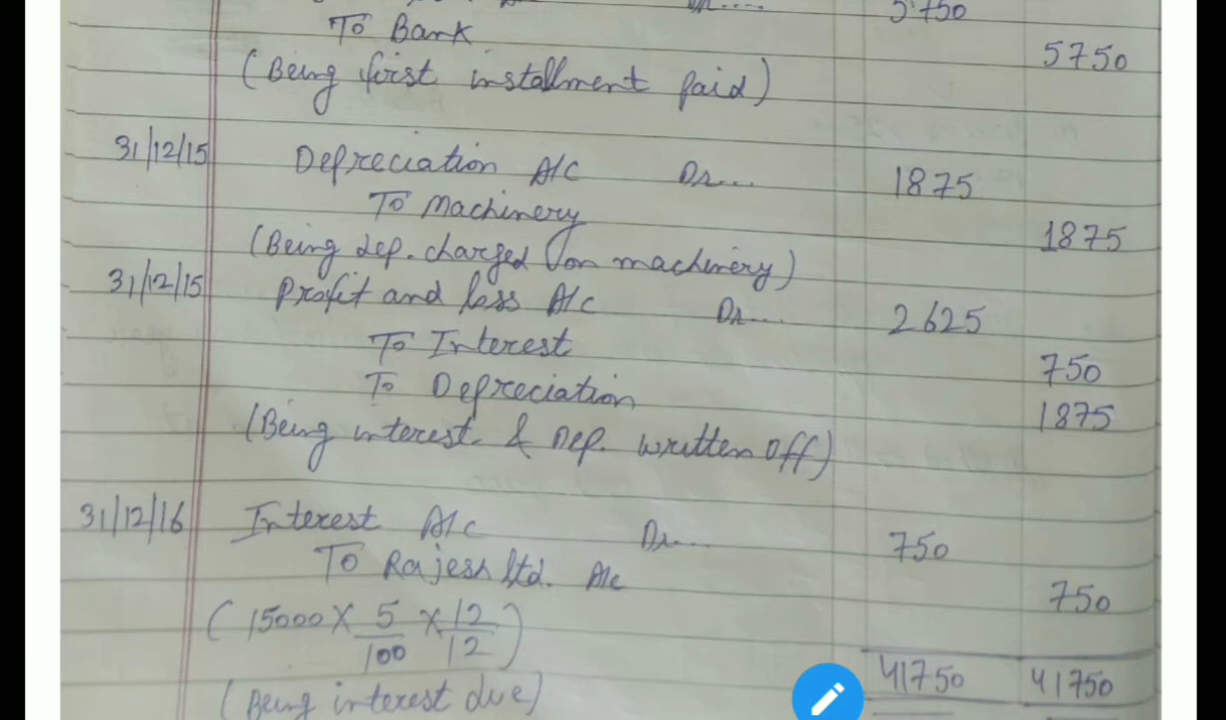 5750
To Bank
5750
(Being first installment paid)
31/12/15 Depreciation A/C Dr... 1875
To Machinery
1875
(Being dep. charged on machinery)
31/12/15 Profit and loss A/C Dr... 2625
To Interest
750
To Depreciation
1875
(Being interest & Dep. written off)
31/12/16 Interest A/C Dr... 750
To Rajesh ltd. A/c
750
(15000 X 5/100 X 12/12)
41750 41750
(Being interest due)